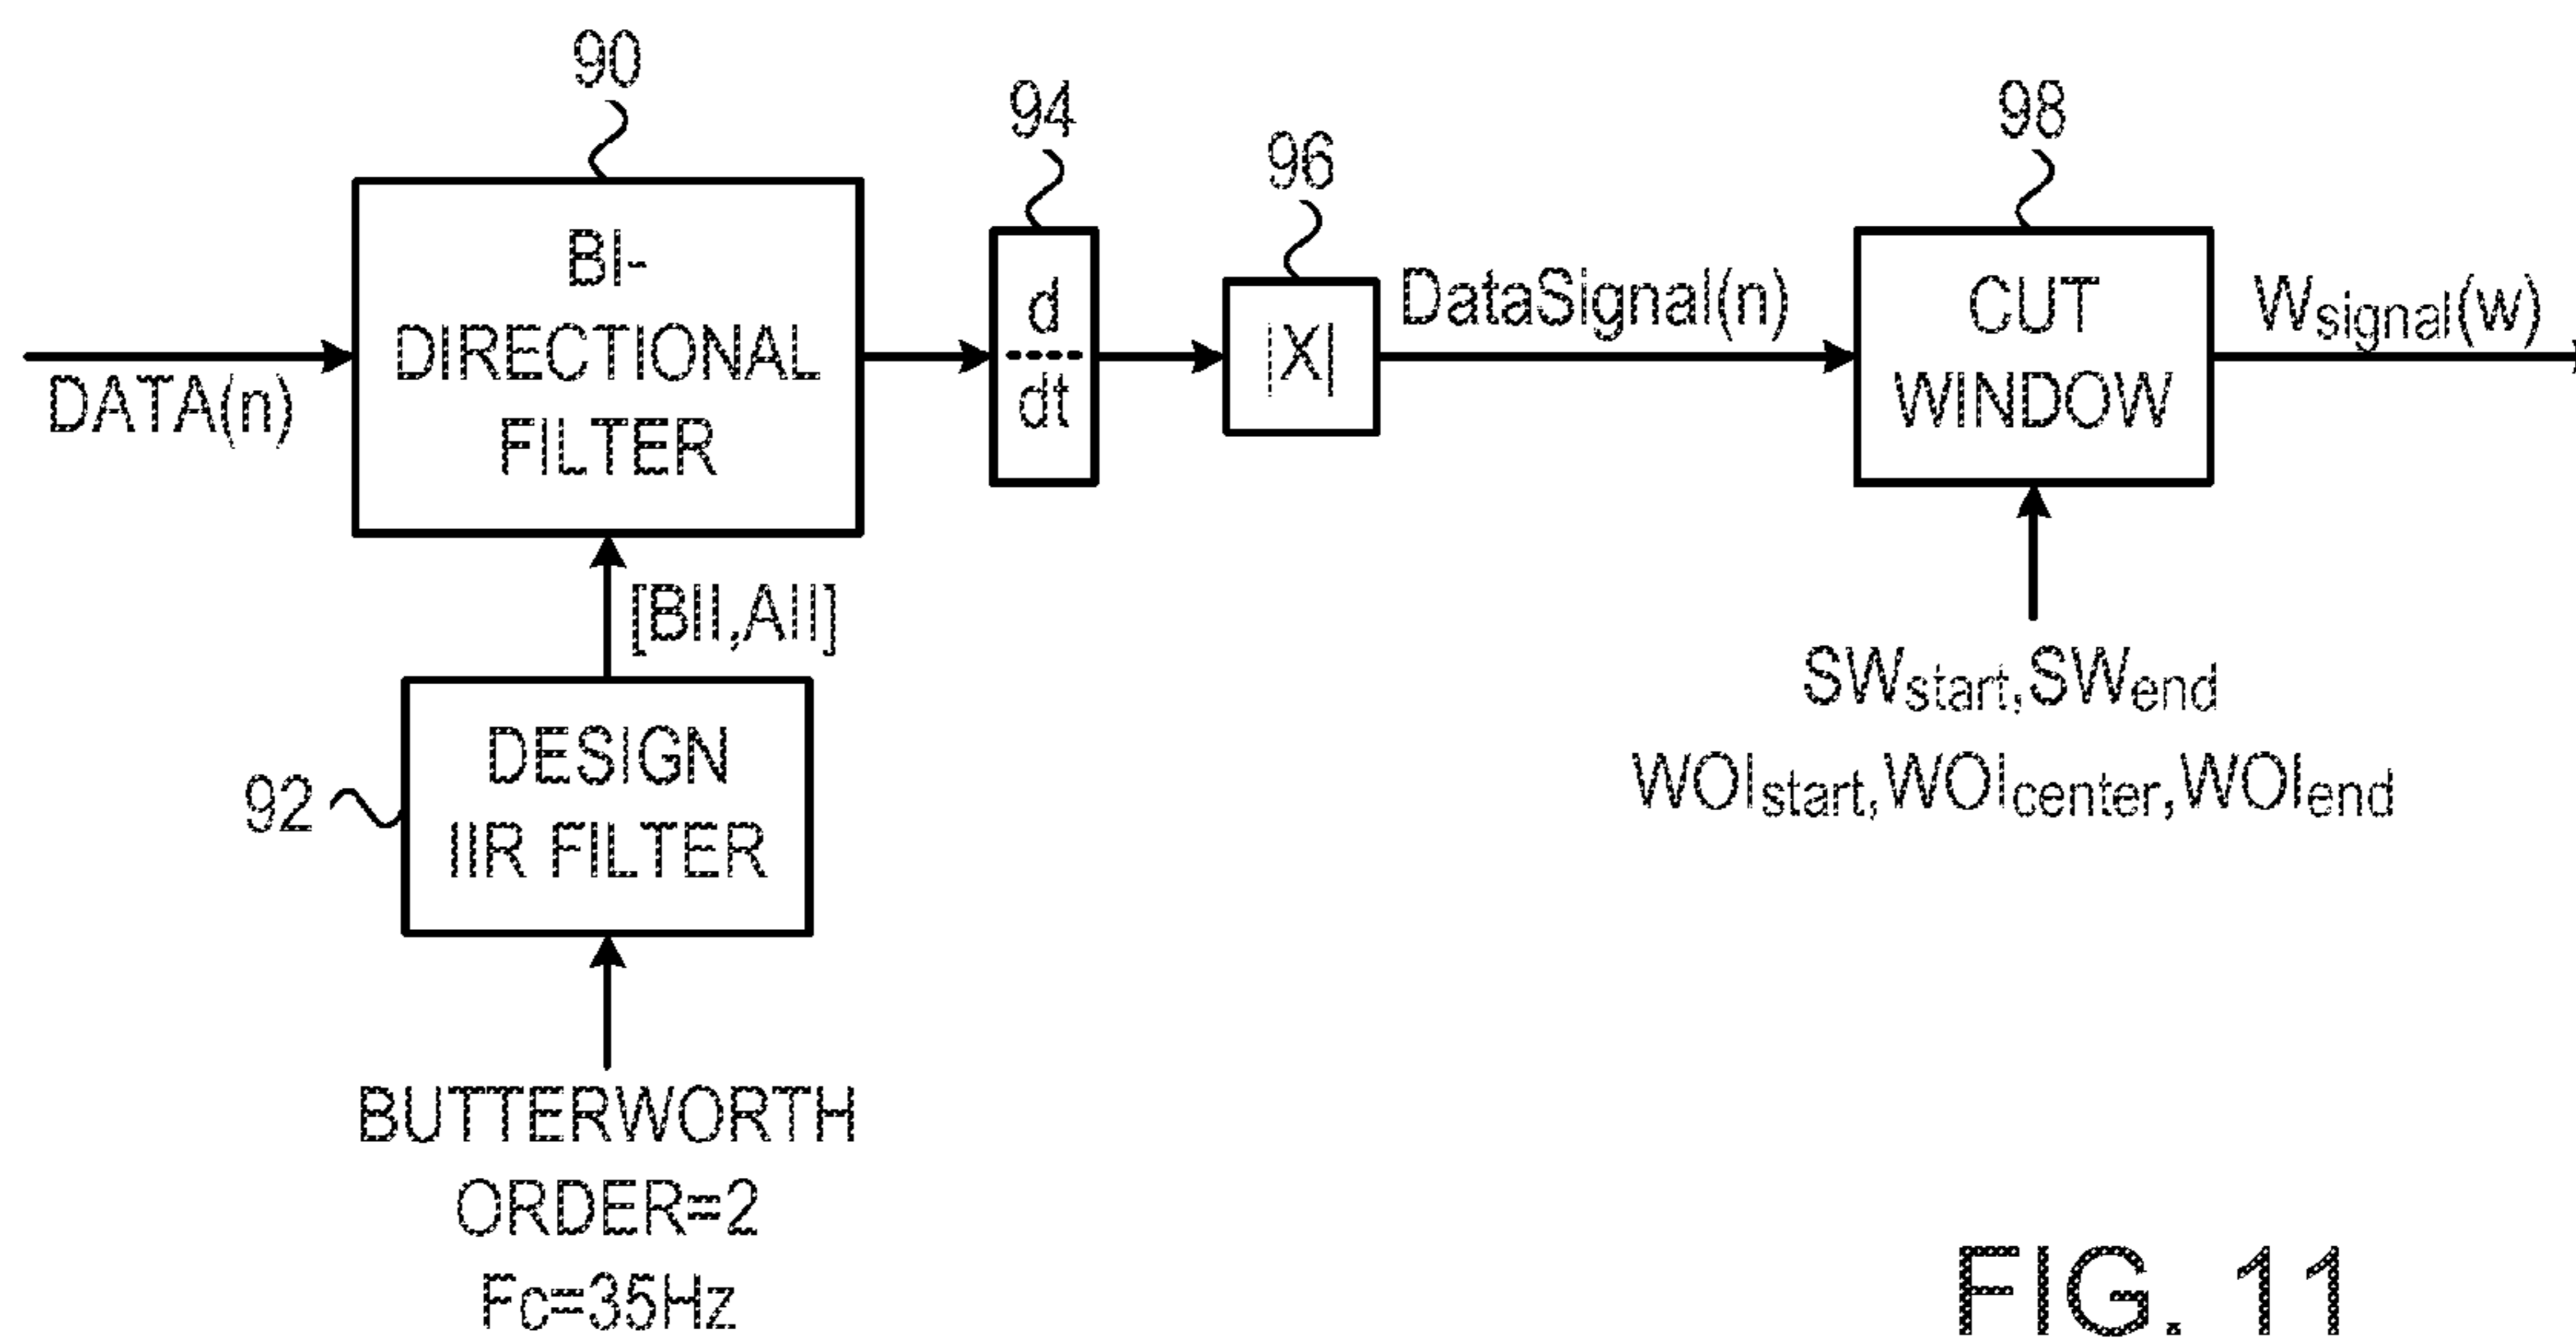 90
94
96
98
BI-
DIRECTIONAL
FILTER
d
dt
|X|
DataSignal(n)
CUT
WINDOW
Wsignal(w)
DATA(n)
[BII,AII]
SWstart,SWend
WOIstart,WOIcenter,WOIend
92
DESIGN
IIR FILTER
BUTTERWORTH
ORDER=2
Fc=35Hz
FIG. 11